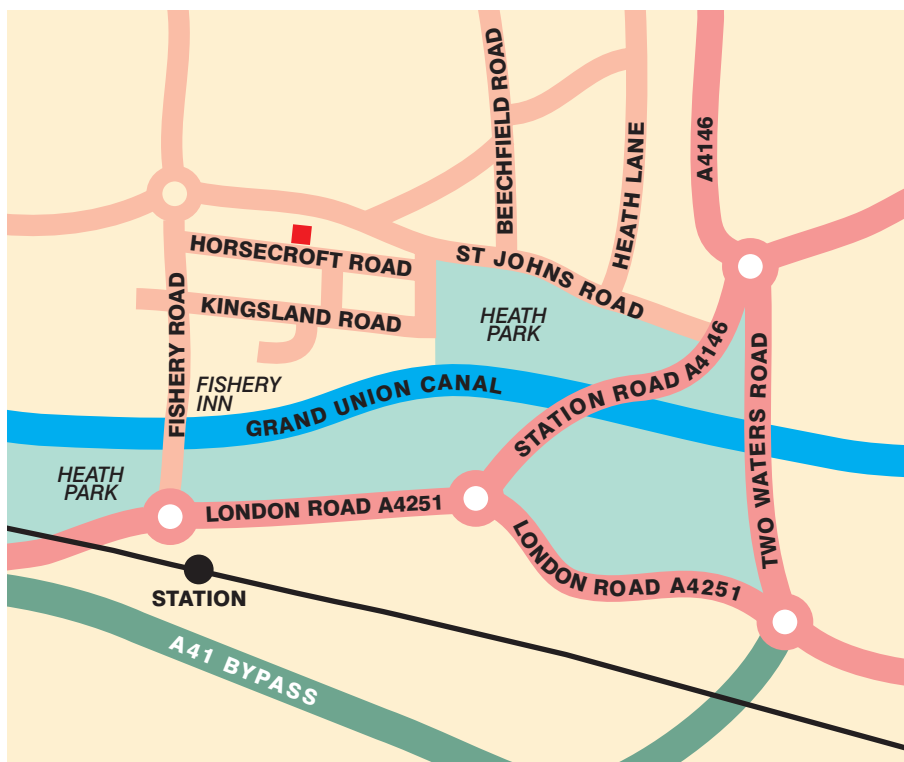 BEECHFIELD ROAD
HEATH LANE
A4146
HORSECROFT ROAD
ST JOHNS ROAD
KINGSLAND ROAD
FISHERY ROAD
HEATH
PARK
FISHERY
INN
GRAND UNION CANAL
STATION ROAD A4146
TWO WATERS ROAD
HEATH
PARK
LONDON ROAD A4251
LONDON ROAD A4251
STATION
A41 BYPASS